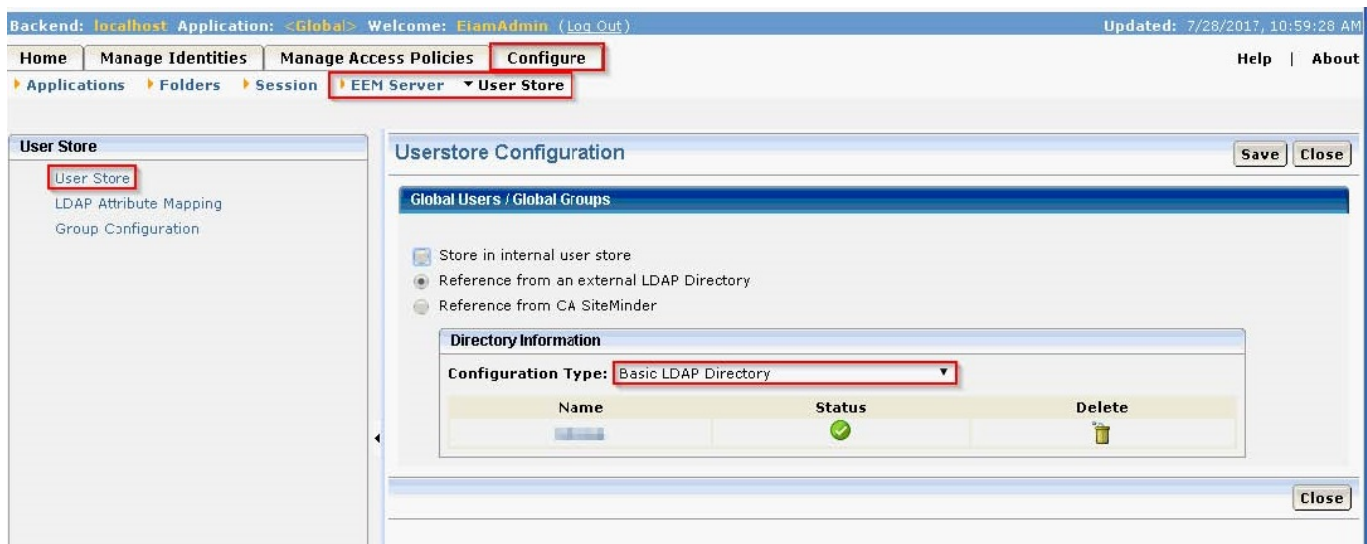 Backend: localhost Application: <Global> Welcome: EiamAdmin (Log Out) Updated: 7/28/2017, 10:59:28 AM
Home Manage Identities Manage Access Policies Configure Help | About
Applications Folders Session EEM Server User Store
User Store
User Store
LDAP Attribute Mapping
Group Configuration
Userstore Configuration Save Close
Global Users / Global Groups
Store in internal user store
Reference from an external LDAP Directory
Reference from CA SiteMinder
Directory Information
Configuration Type: Basic LDAP Directory
Name Status Delete
Close